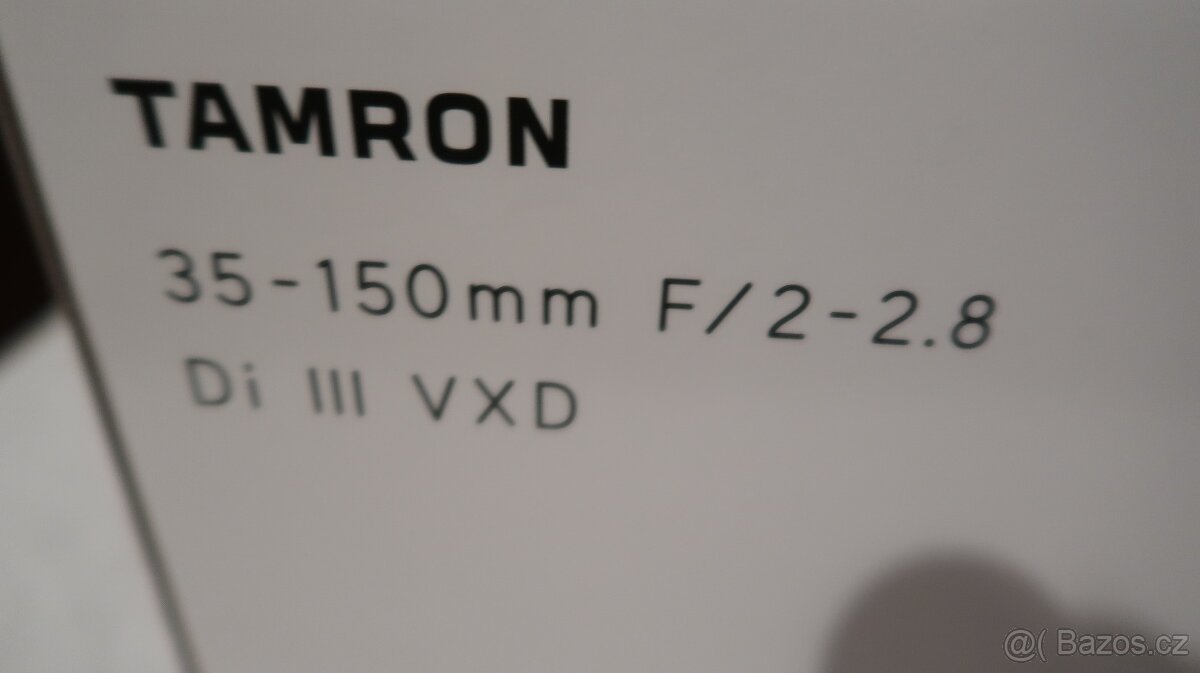 TAMRON
35-150mm F/2-2.8
Di III VXD
@( Bazos.cz